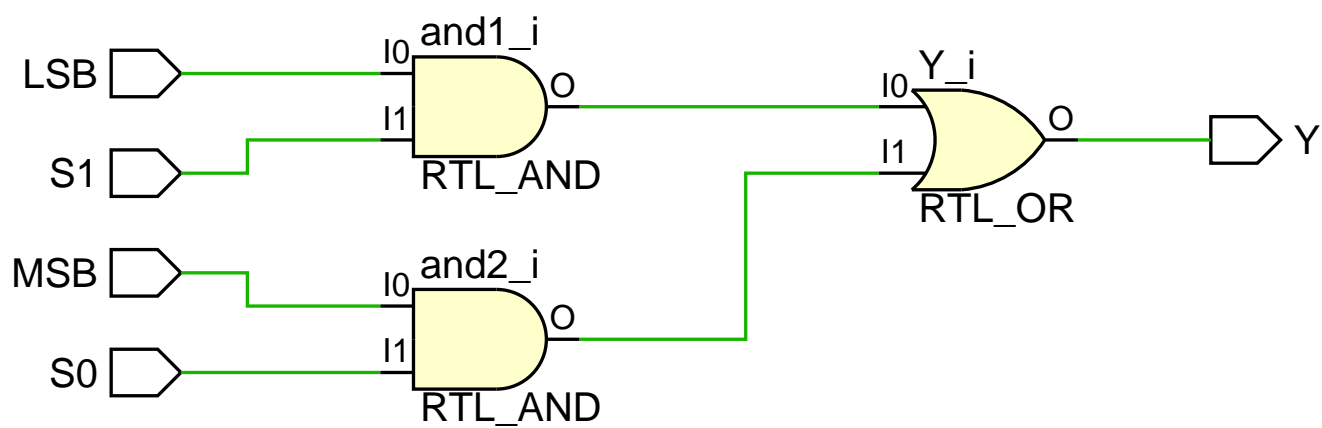 LSB
I0
and1_i
O
I1
S1
RTL_AND
MSB
I0
and2_i
O
I1
S0
RTL_AND
Y_i
I0
O
I1
RTL_OR
Y